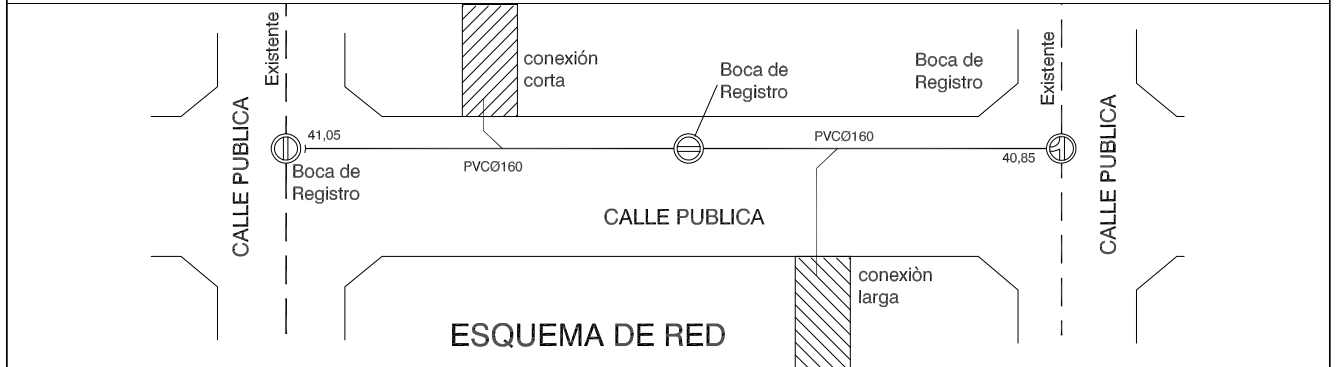 Existente
conexión
corta
Boca de
Registro
Boca de
Registro
Existente
CALLE PUBLICA
41,05
PVCØ160
PVCØ160
40,85
CALLE PUBLICA
Boca de
Registro
CALLE PUBLICA
conexiòn
larga
ESQUEMA DE RED